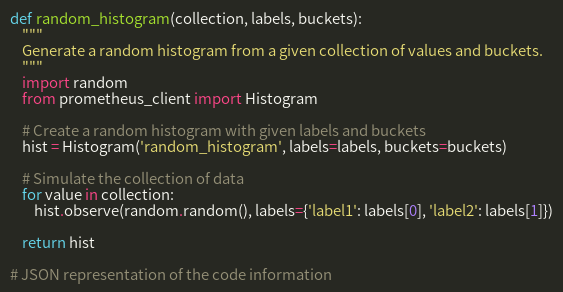 def random_histogram(collection, labels, buckets):
    """
    Generate a random histogram from a given collection of values and buckets.
    """
    import random
    from prometheus_client import Histogram

    # Create a random histogram with given labels and buckets
    hist = Histogram('random_histogram', labels=labels, buckets=buckets)

    # Simulate the collection of data
    for value in collection:
        hist.observe(random.random(), labels={'label1': labels[0], 'label2': labels[1]})

    return hist

# JSON representation of the code information